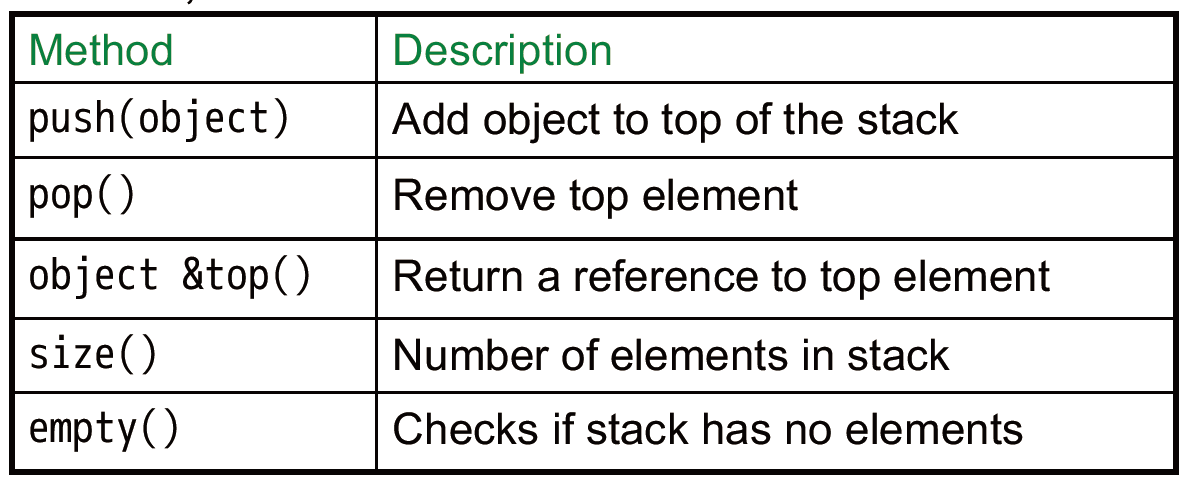 Method Description
push(object) Add object to top of the stack
pop() Remove top element
object &top() Return a reference to top element
size() Number of elements in stack
empty() Checks if stack has no elements